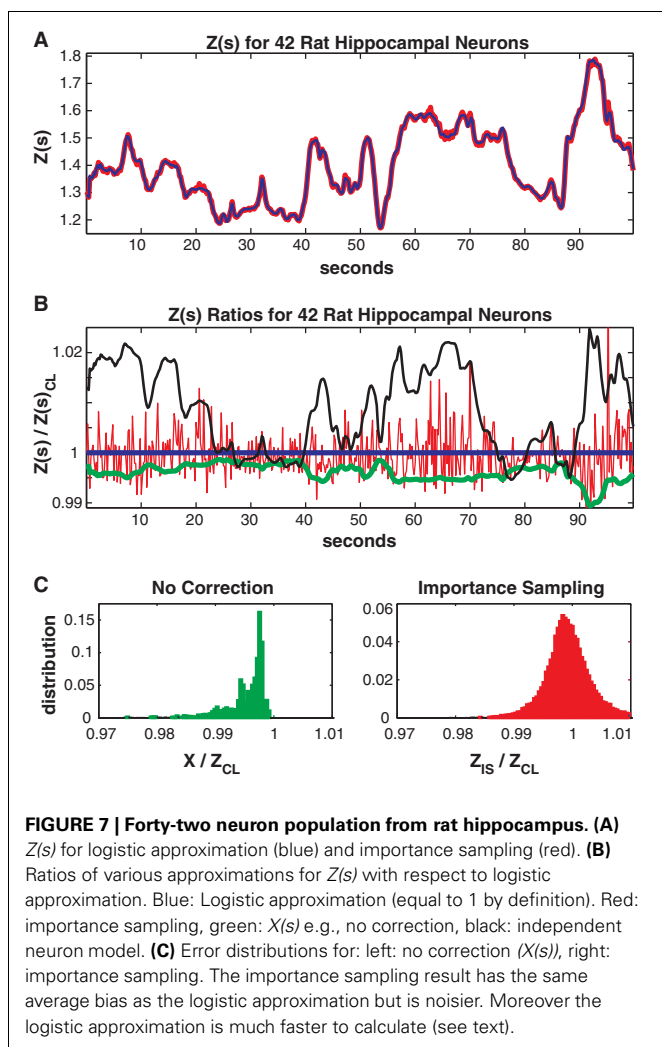 A
Z(s) for 42 Rat Hippocampal Neurons
1.8
1.7
1.6
1.5
1.4
1.3
1.2
Z(s)
10 20 30 40 50 60 70 80 90
seconds
B
Z(s) Ratios for 42 Rat Hippocampal Neurons
1.02
1
0.99
Z(s) / Z(s)CL
10 20 30 40 50 60 70 80 90
seconds
C
No Correction
0.15
0.10
0.05
0
distribution
0.97 0.98 0.99 1 1.01
X / ZCL
Importance Sampling
0.06
0.04
0.02
0
0.97 0.98 0.99 1 1.01
ZIS / ZCL
FIGURE 7 | Forty-two neuron population from rat hippocampus. (A)
Z(s) for logistic approximation (blue) and importance sampling (red). (B)
Ratios of various approximations for Z(s) with respect to logistic
approximation. Blue: Logistic approximation (equal to 1 by definition). Red:
importance sampling, green: X(s) e.g., no correction, black: independent
neuron model. (C) Error distributions for: left: no correction (X(s)), right:
importance sampling. The importance sampling result has the same
average bias as the logistic approximation but is noisier. Moreover the
logistic approximation is much faster to calculate (see text).